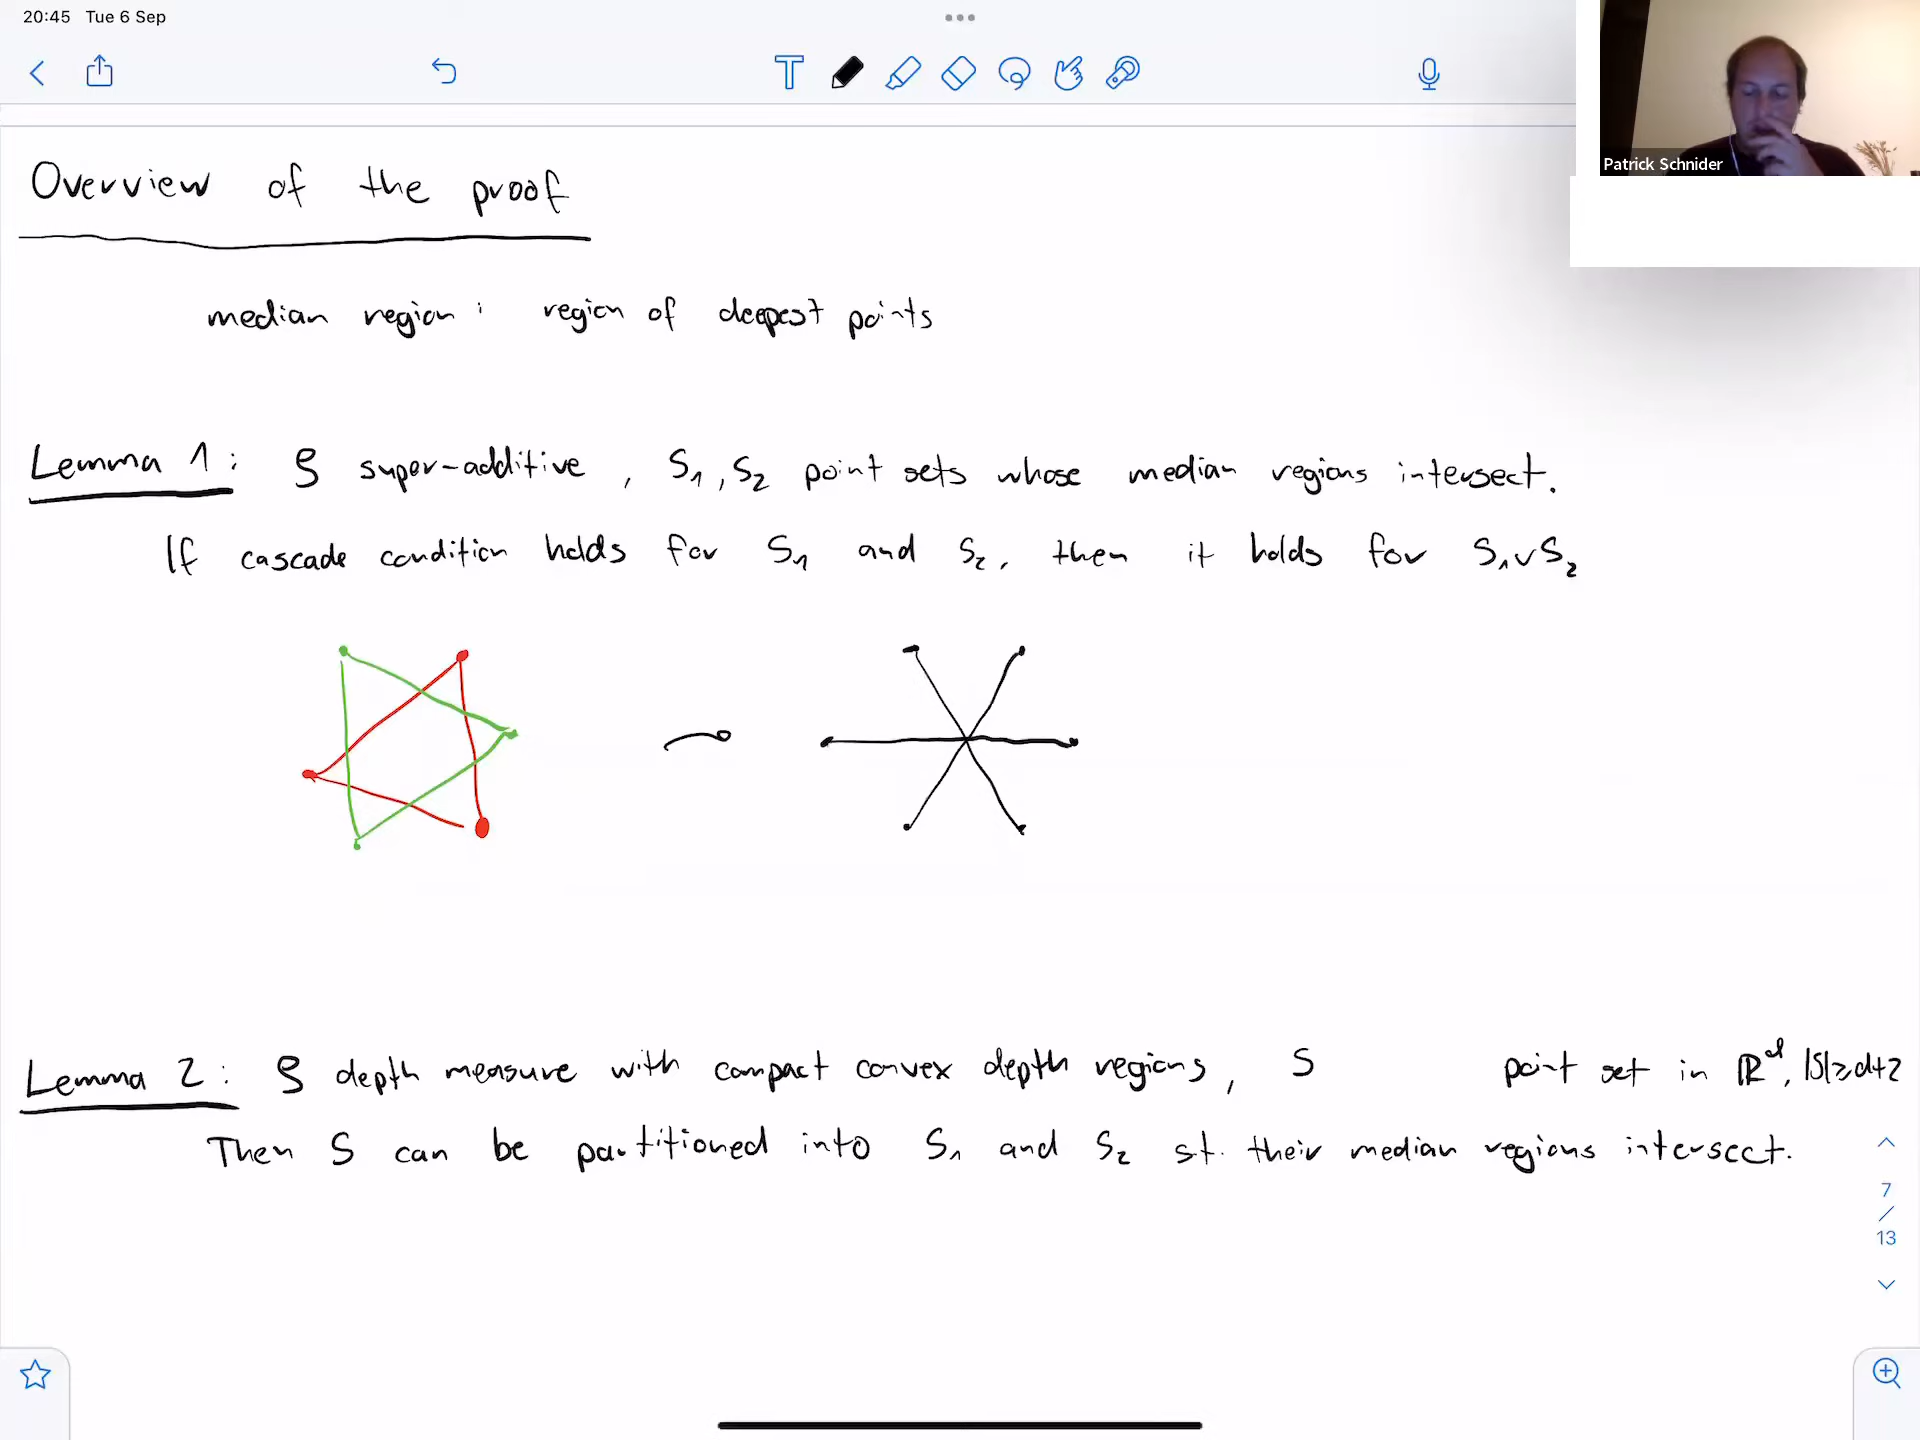 20:45 Tue 6 Sep
Patrick Schnider
Overview of the proof
median region: region of deepest points
Lemma 1: ϱ super-additive, S₁, S₂ point sets whose median regions intersect.
If cascade condition holds for S₁ and S₂, then it holds for S₁∪S₂
Lemma 2: ϱ depth measure with compact convex depth regions, S point set in ℝᵈ, |S|≥d+2
Then S can be partitioned into S₁ and S₂ st. their median regions intersect.
7
/
13